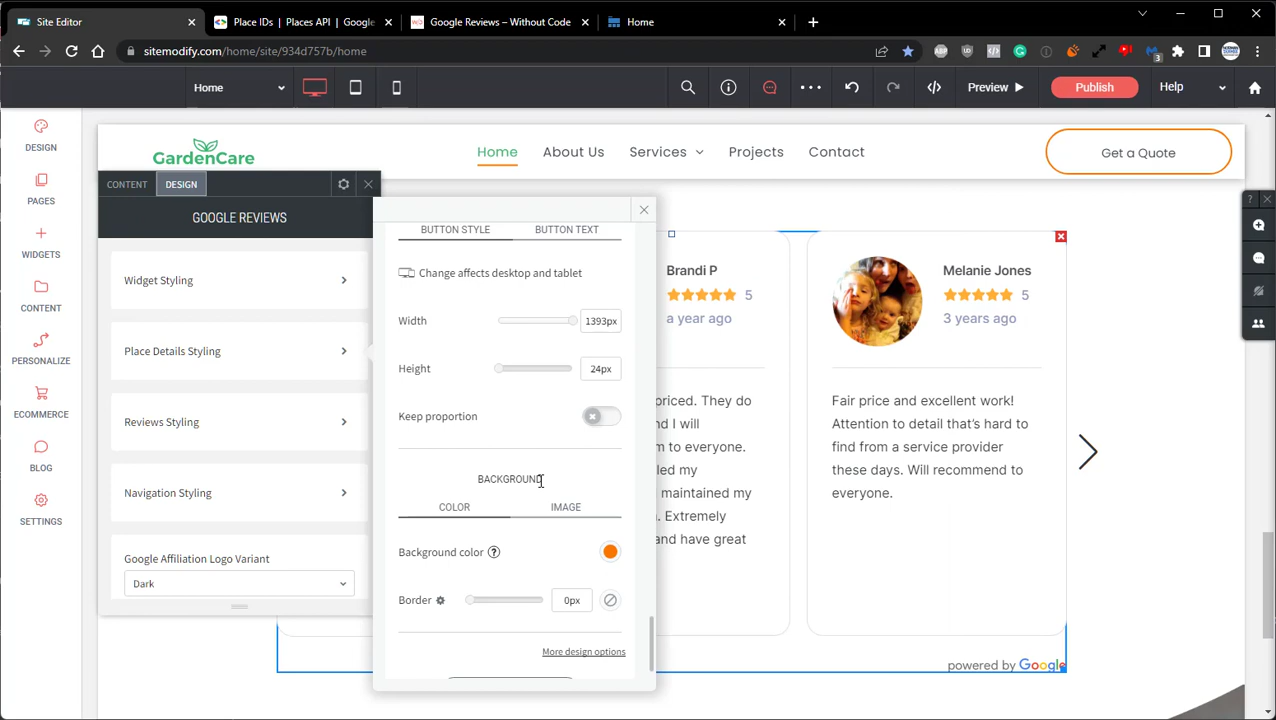 Site Editor
Place IDs | Places API | Google
Google Reviews – Without Code
Home
sitemodify.com/home/site/934d757b/home
3
Home
Preview
Publish
Help
DESIGN
PAGES
WIDGETS
CONTENT
PERSONALIZE
ECOMMERCE
BLOG
SETTINGS
GardenCare
Home
About Us
Services
Projects
Contact
Get a Quote
CONTENT
DESIGN
GOOGLE REVIEWS
Widget Styling
Place Details Styling
Reviews Styling
Navigation Styling
Google Affiliation Logo Variant
Dark
BUTTON STYLE
BUTTON TEXT
Change affects desktop and tablet
Width
1393px
Height
24px
Keep proportion
BACKGROUND
COLOR
IMAGE
Background color ?
Border
0px
More design options
Brandi P
5
a year ago
priced. They do
nd I will
m to everyone.
led my
maintained my
. Extremely
and have great
Melanie Jones
5
3 years ago
Fair price and excellent work!
Attention to detail that's hard to
find from a service provider
these days. Will recommend to
everyone.
powered by Google
?